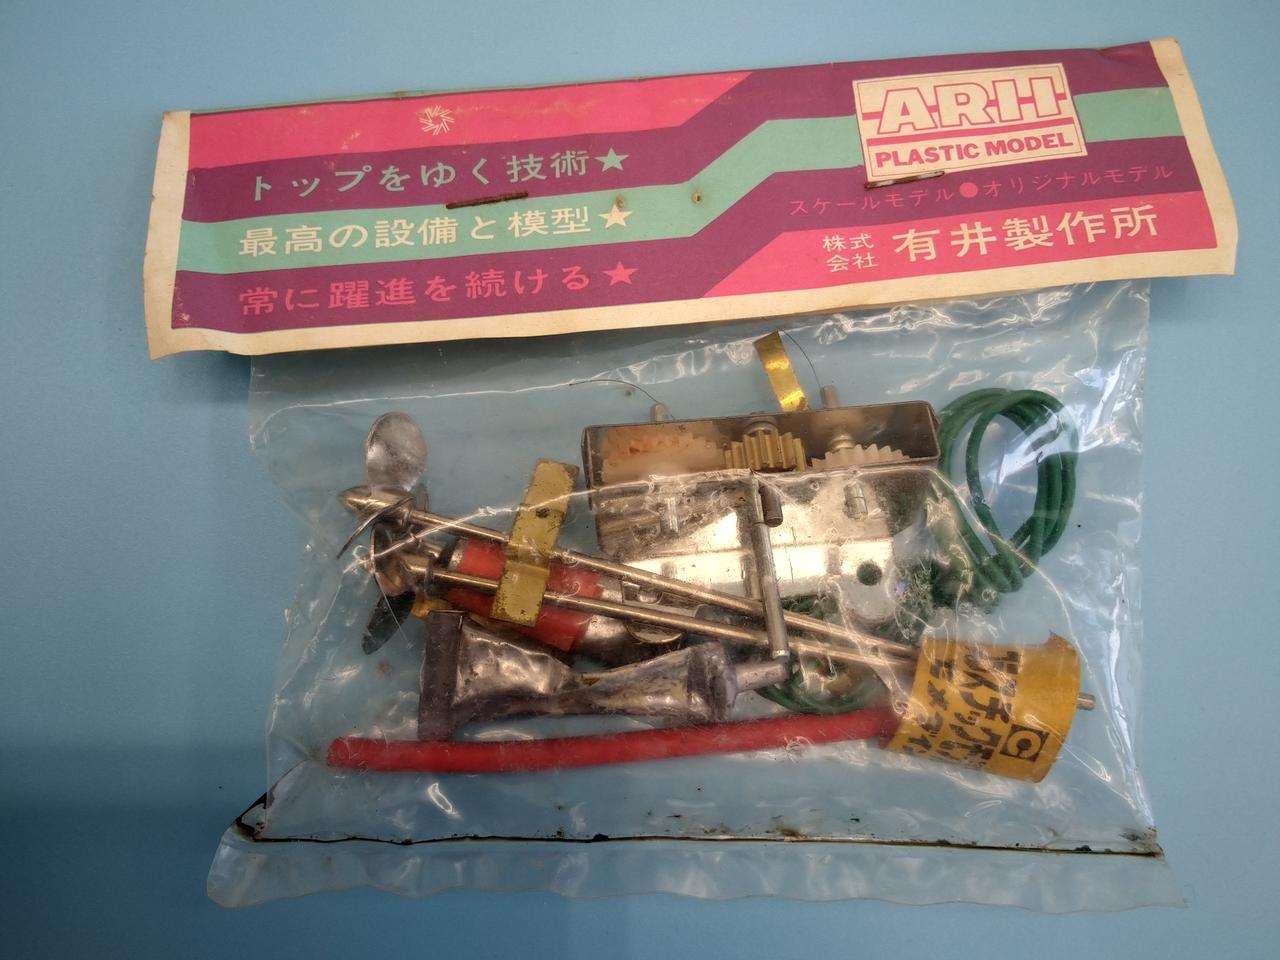 トップをゆく技術★
最高の設備と模型★
常に躍進を続ける★
ARH
PLASTIC MODEL
スケールモデル●オリジナルモデル
株式会社 有井製作所